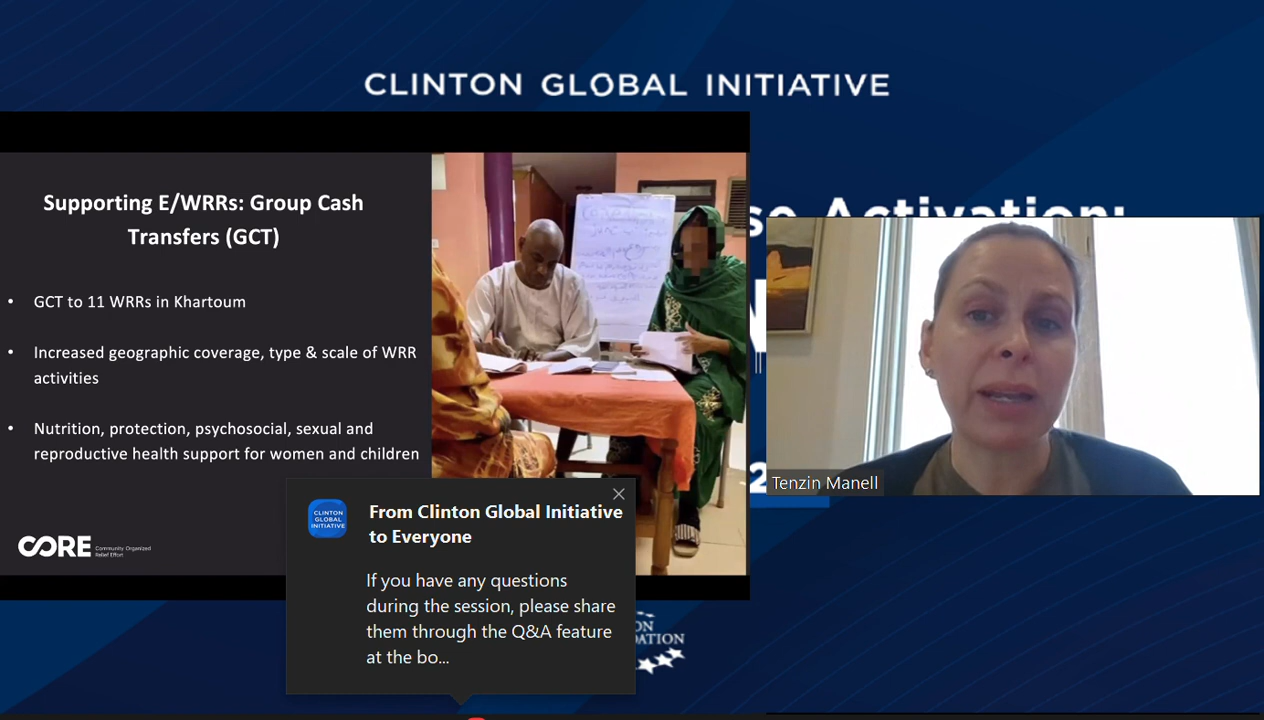 CLINTON GLOBAL INITIATIVE
Supporting E/WRRs: Group Cash
Transfers (GCT)
• GCT to 11 WRRs in Khartoum
• Increased geographic coverage, type & scale of WRR
activities
• Nutrition, protection, psychosocial, sexual and
reproductive health support for women and children
CORE Community Organized
Relief Effort
Activation:
Tenzin Manell
CLINTON
GLOBAL
INITIATIVE
From Clinton Global Initiative
to Everyone
If you have any questions
during the session, please share
them through the Q&A feature
at the bo...